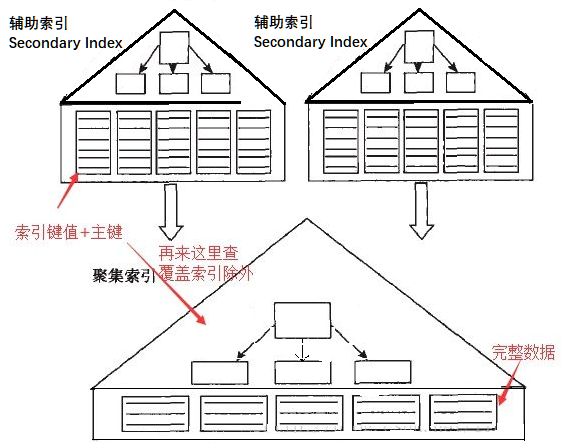 辅助索引
Secondary Index
辅助索引
Secondary Index
索引键值+主键
再来这里查
覆盖索引除外
聚集索引
完整数据